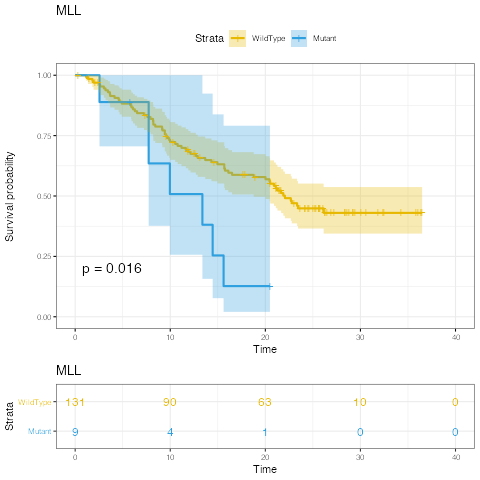 MLL
Strata WildType Mutant
Survival probability
1.00
0.75
0.50
0.25
0.00
p = 0.016
0 10 20 30 40
Time
MLL
Strata
WildType 131 90 63 10 0
Mutant 9 4 1 0 0
0 10 20 30 40
Time